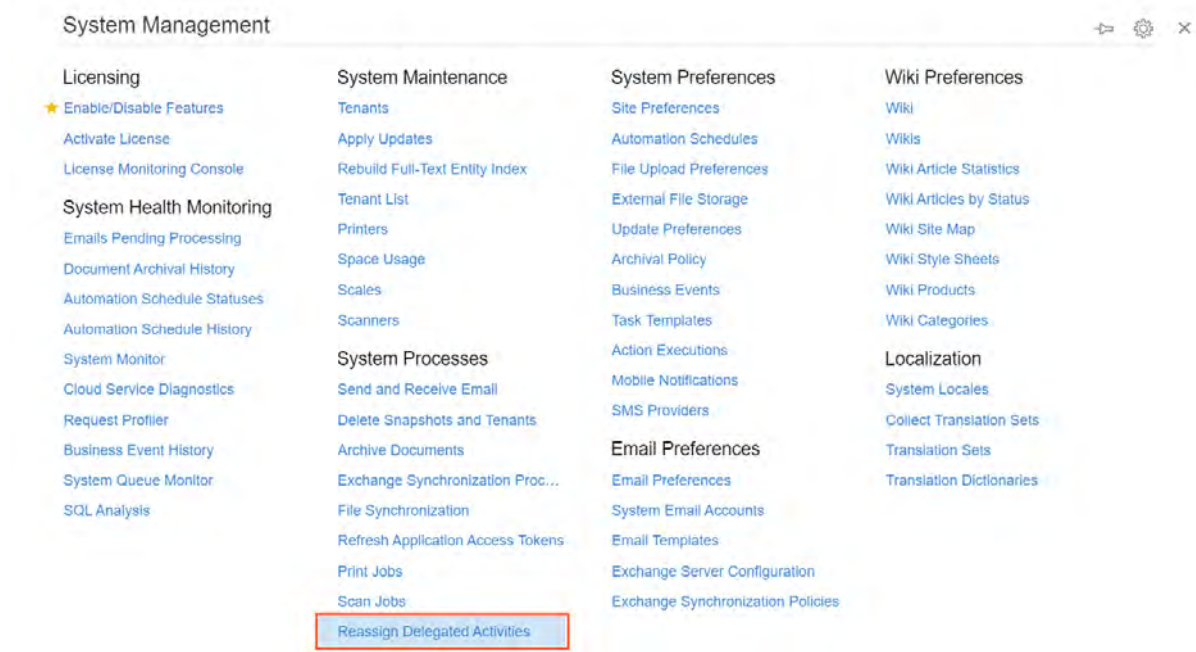 System Management
Licensing
Enable/Disable Features
Activate License
License Monitoring Console
System Health Monitoring
Emails Pending Processing
Document Archival History
Automation Schedule Statuses
Automation Schedule History
System Monitor
Cloud Service Diagnostics
Request Profiler
Business Event History
System Queue Monitor
SQL Analysis
System Maintenance
Tenants
Apply Updates
Rebuild Full-Text Entity Index
Tenant List
Printers
Space Usage
Scales
Scanners
System Processes
Send and Receive Email
Delete Snapshots and Tenants
Archive Documents
Exchange Synchronization Proc...
File Synchronization
Refresh Application Access Tokens
Print Jobs
Scan Jobs
Reassign Delegated Activities
System Preferences
Site Preferences
Automation Schedules
File Upload Preferences
External File Storage
Update Preferences
Archival Policy
Business Events
Task Templates
Action Executions
Mobile Notifications
SMS Providers
Email Preferences
Email Preferences
System Email Accounts
Email Templates
Exchange Server Configuration
Exchange Synchronization Policies
Wiki Preferences
Wiki
Wikis
Wiki Article Statistics
Wiki Articles by Status
Wiki Site Map
Wiki Style Sheets
Wiki Products
Wiki Categories
Localization
System Locales
Collect Translation Sets
Translation Sets
Translation Dictionaries